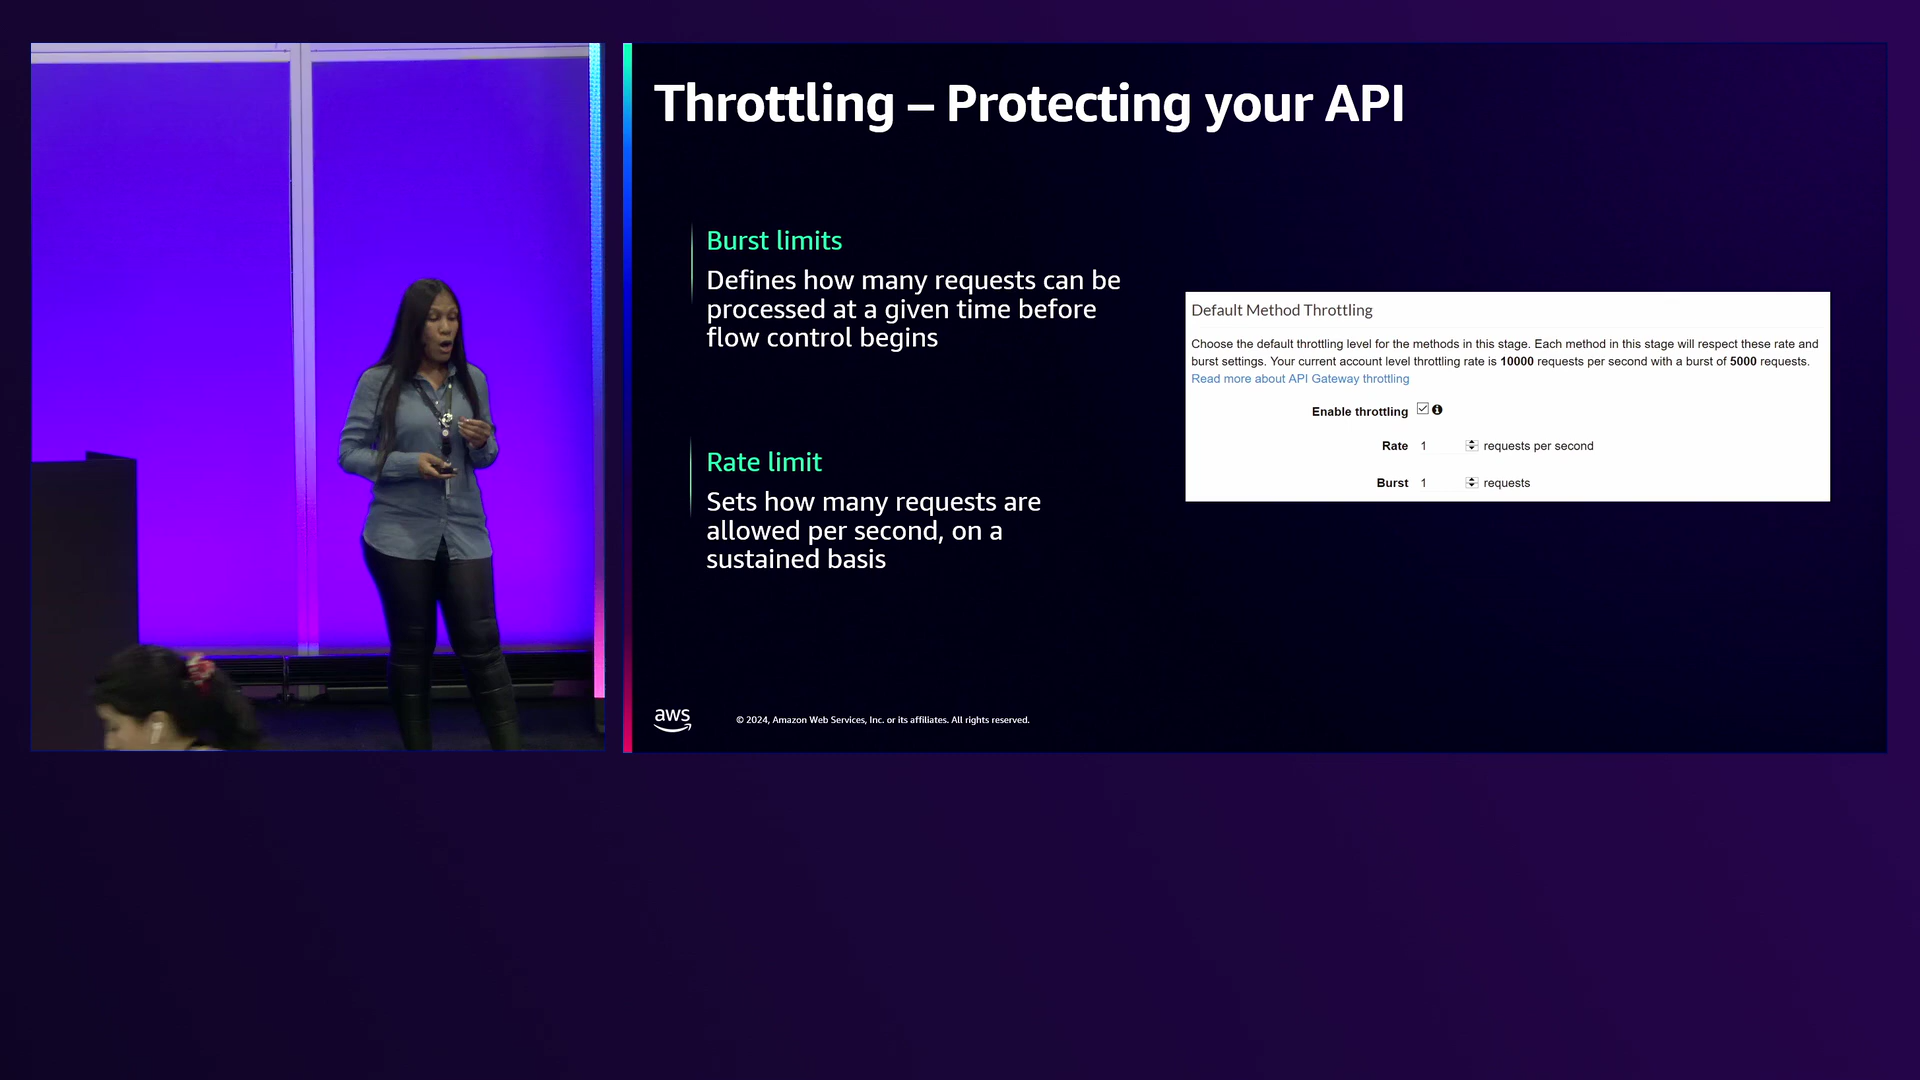 Throttling – Protecting your API
Burst limits
Defines how many requests can be
processed at a given time before
flow control begins
Rate limit
Sets how many requests are
allowed per second, on a
sustained basis
Default Method Throttling
Choose the default throttling level for the methods in this stage. Each method in this stage will respect these rate and
burst settings. Your current account level throttling rate is 10000 requests per second with a burst of 5000 requests.
Read more about API Gateway throttling
Enable throttling
Rate 1 requests per second
Burst 1 requests
aws
© 2024, Amazon Web Services, Inc. or its affiliates. All rights reserved.